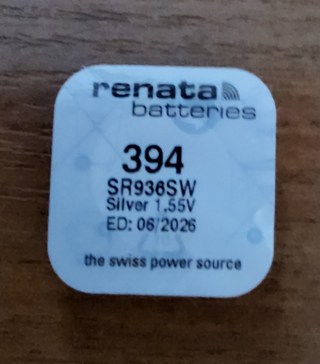 renata
batteries
394
SR936SW
Silver 1.55V
ED: 06/2026
the swiss power source